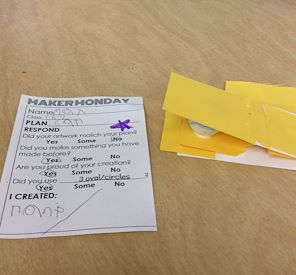 MAKER MONDAY
Name
Class
PLAN
RESPOND
Did your artwork match your plan?
Yes Some No
Did you make something you have
made before?
Yes Some No
Are you proud of your creation?
Yes Some No
Did you use 3 oval/circles ?
Yes Some No
I CREATED: